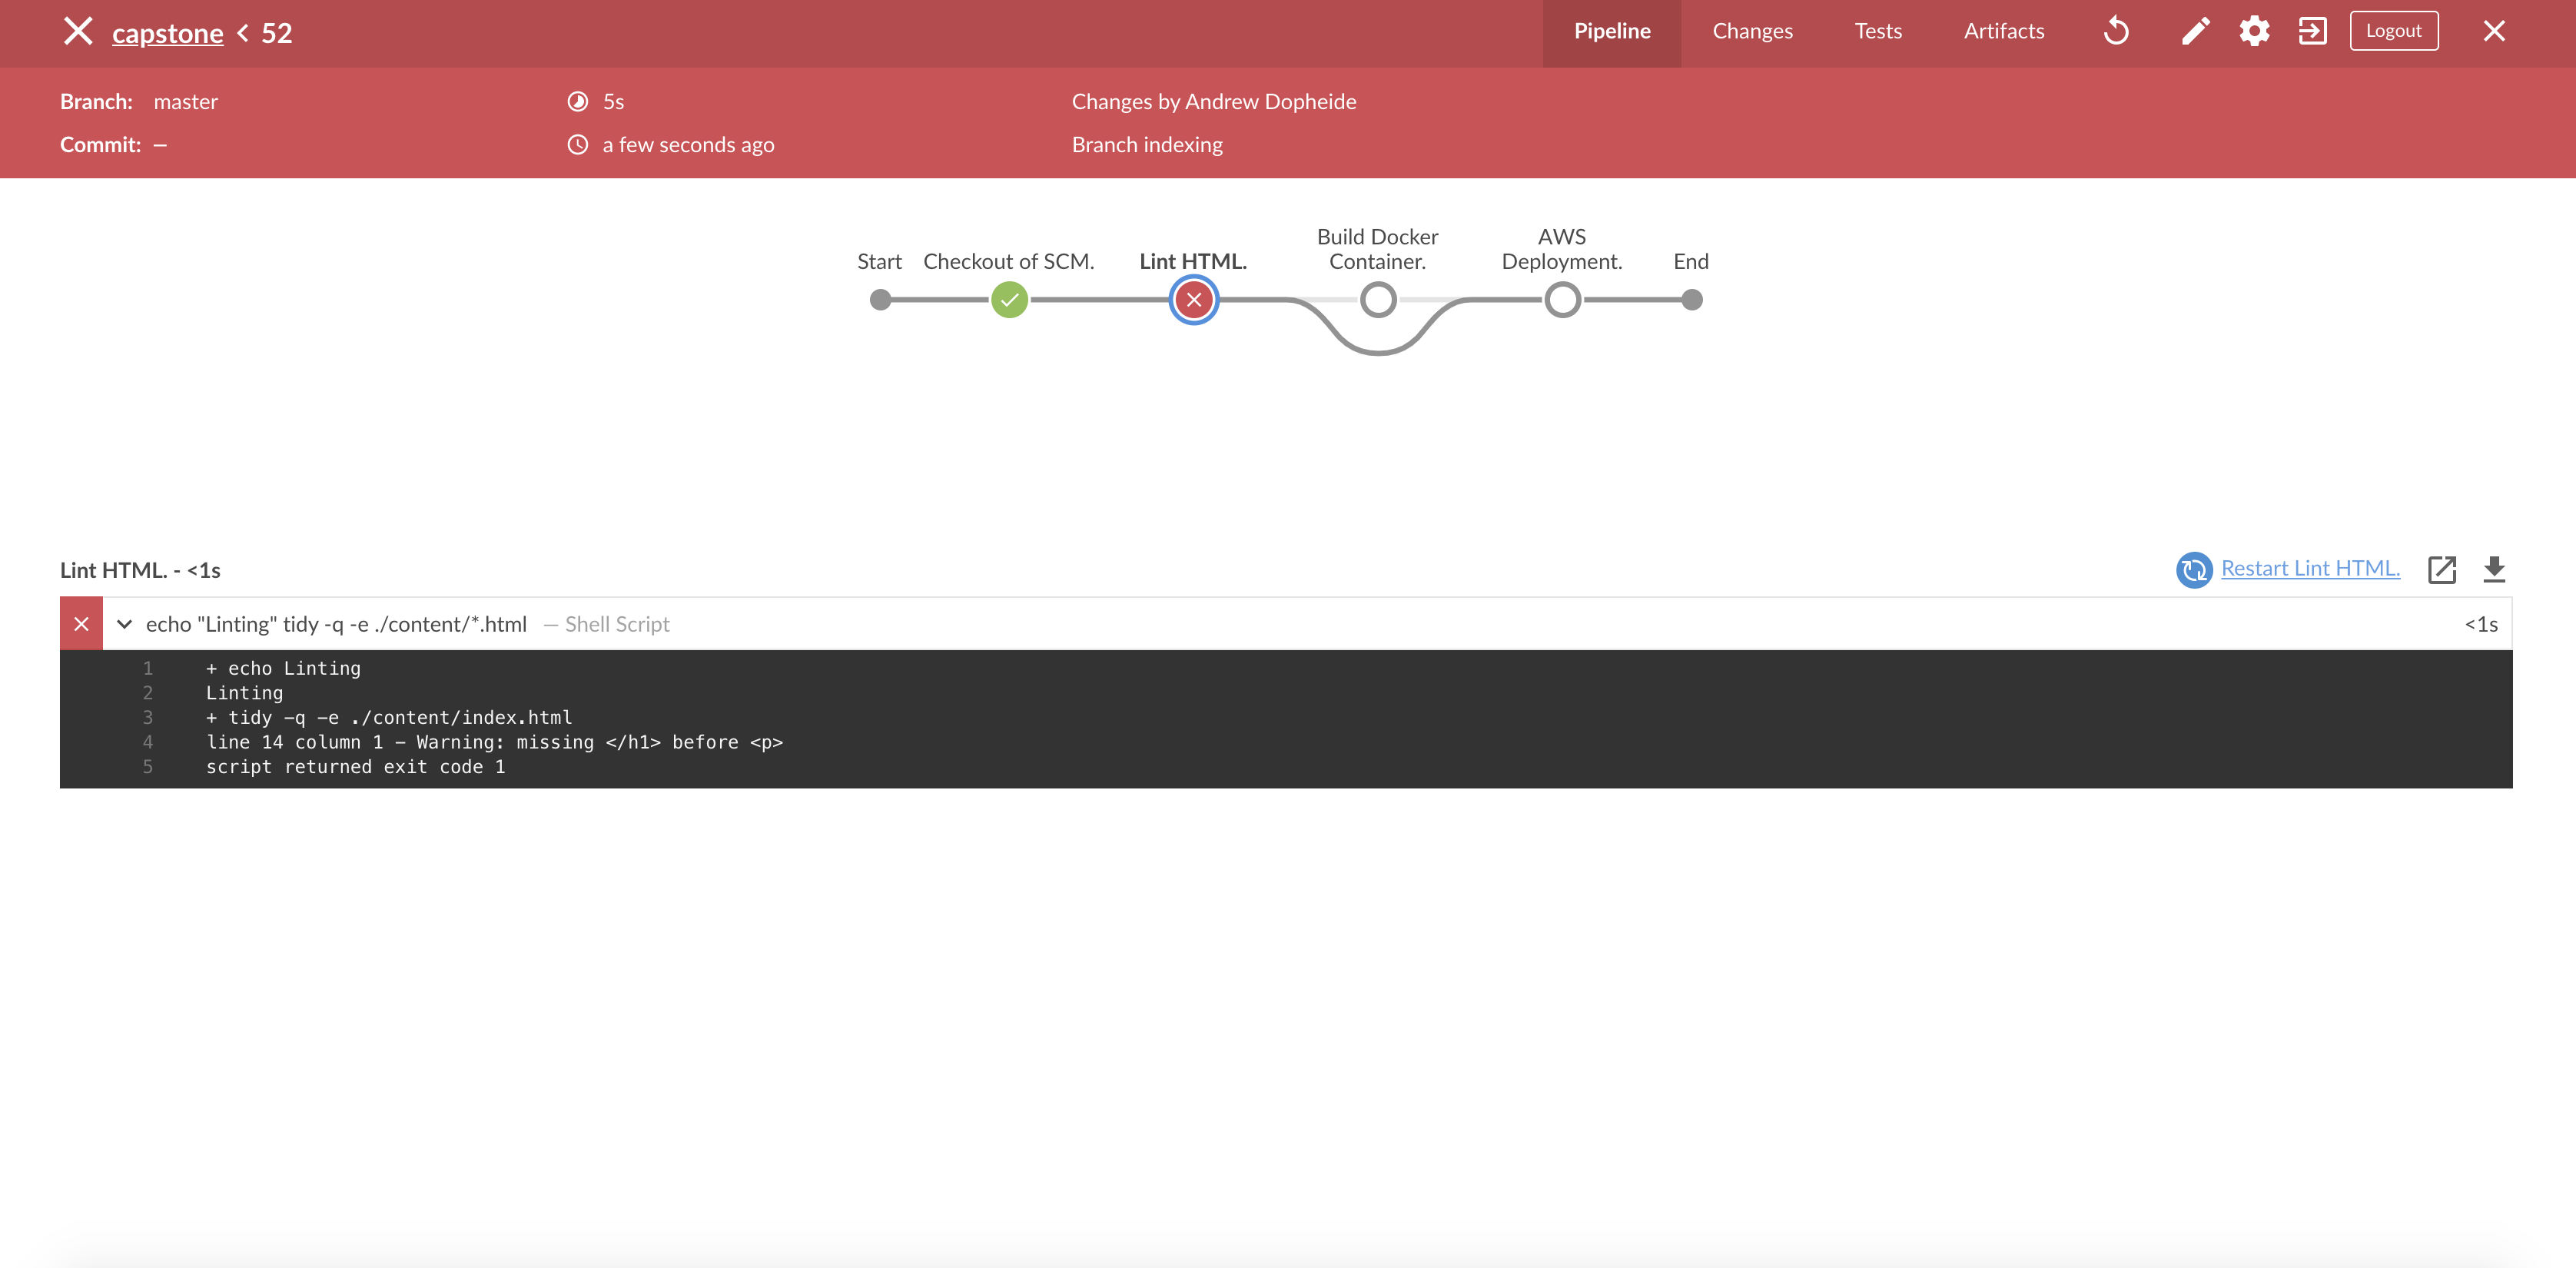 capstone < 52
Pipeline Changes Tests Artifacts Logout
Branch: master
5s
Changes by Andrew Dopheide
Commit: —
a few seconds ago
Branch indexing
Start
Checkout of SCM.
Lint HTML.
Build Docker
Container.
AWS
Deployment.
End
Lint HTML. - <1s
Restart Lint HTML.
echo "Linting" tidy -q -e ./content/*.html — Shell Script
<1s
1 + echo Linting
2 Linting
3 + tidy -q -e ./content/index.html
4 line 14 column 1 - Warning: missing </h1> before <p>
5 script returned exit code 1